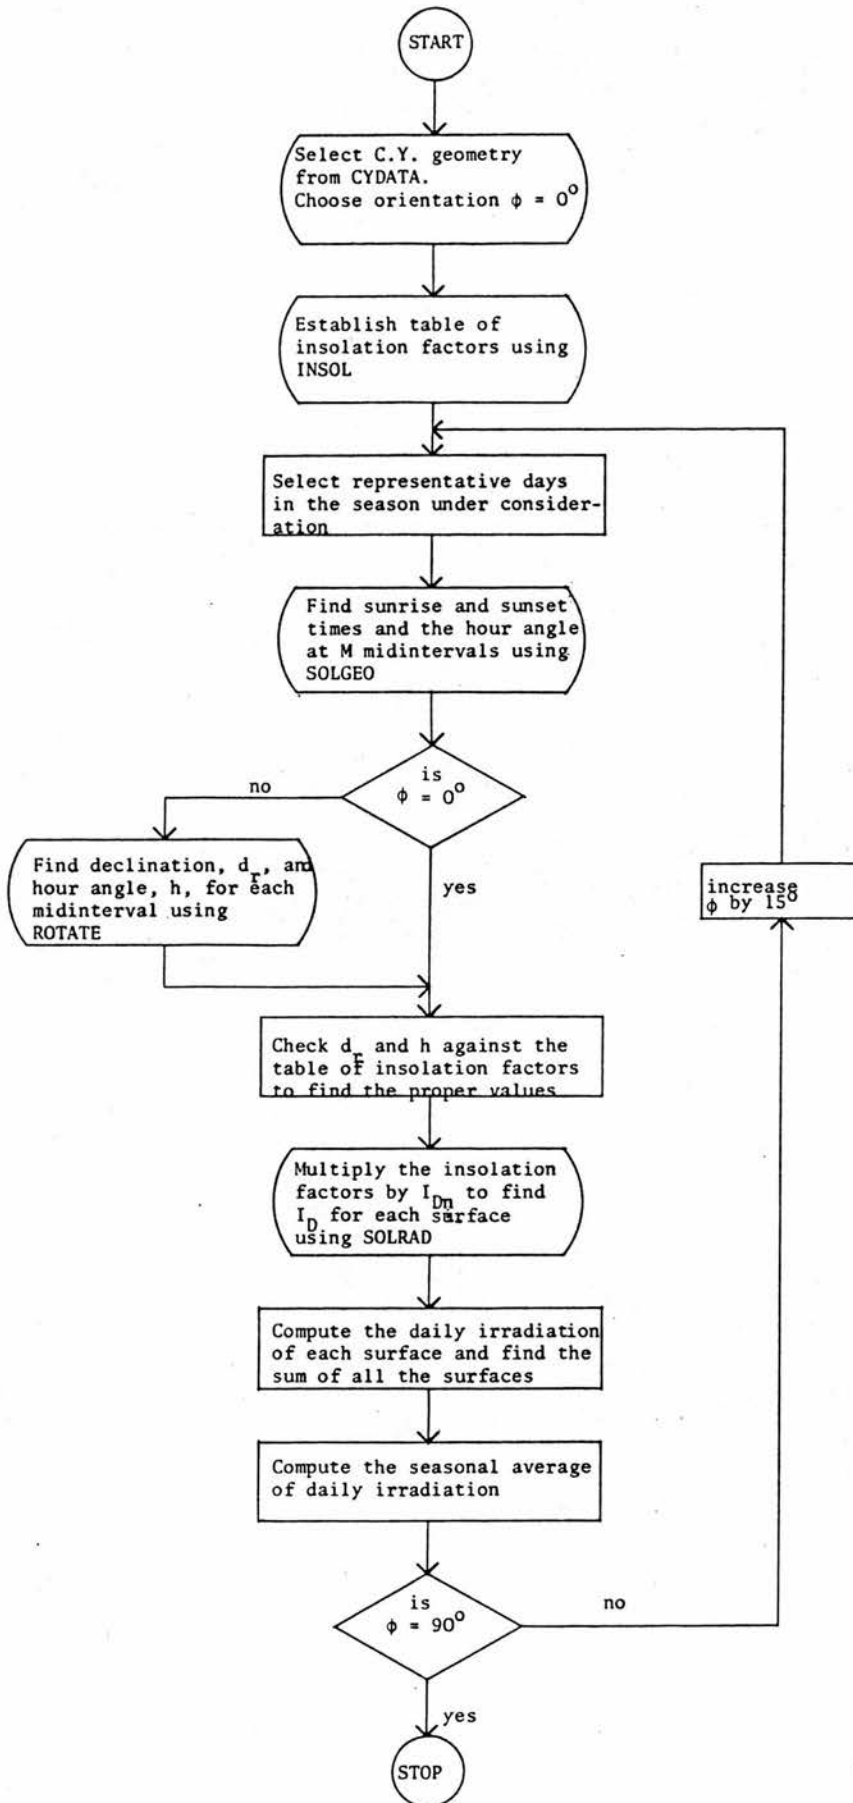 START
Select C.Y. geometry
from CYDATA.
Choose orientation ϕ = 0°
Establish table of
insolation factors using
INSOL
Select representative days
in the season under consider-
ation
Find sunrise and sunset
times and the hour angle
at M midintervals using
SOLGEO
is
ϕ = 0°
no
yes
Find declination, d_r, and
hour angle, h, for each
midinterval using
ROTATE
increase
ϕ by 15°
Check d_r and h against the
table of insolation factors
to find the proper values
Multiply the insolation
factors by I_Dn to find
I_D for each surface
using SOLRAD
Compute the daily irradiation
of each surface and find the
sum of all the surfaces
Compute the seasonal average
of daily irradiation
is
ϕ = 90°
no
yes
STOP